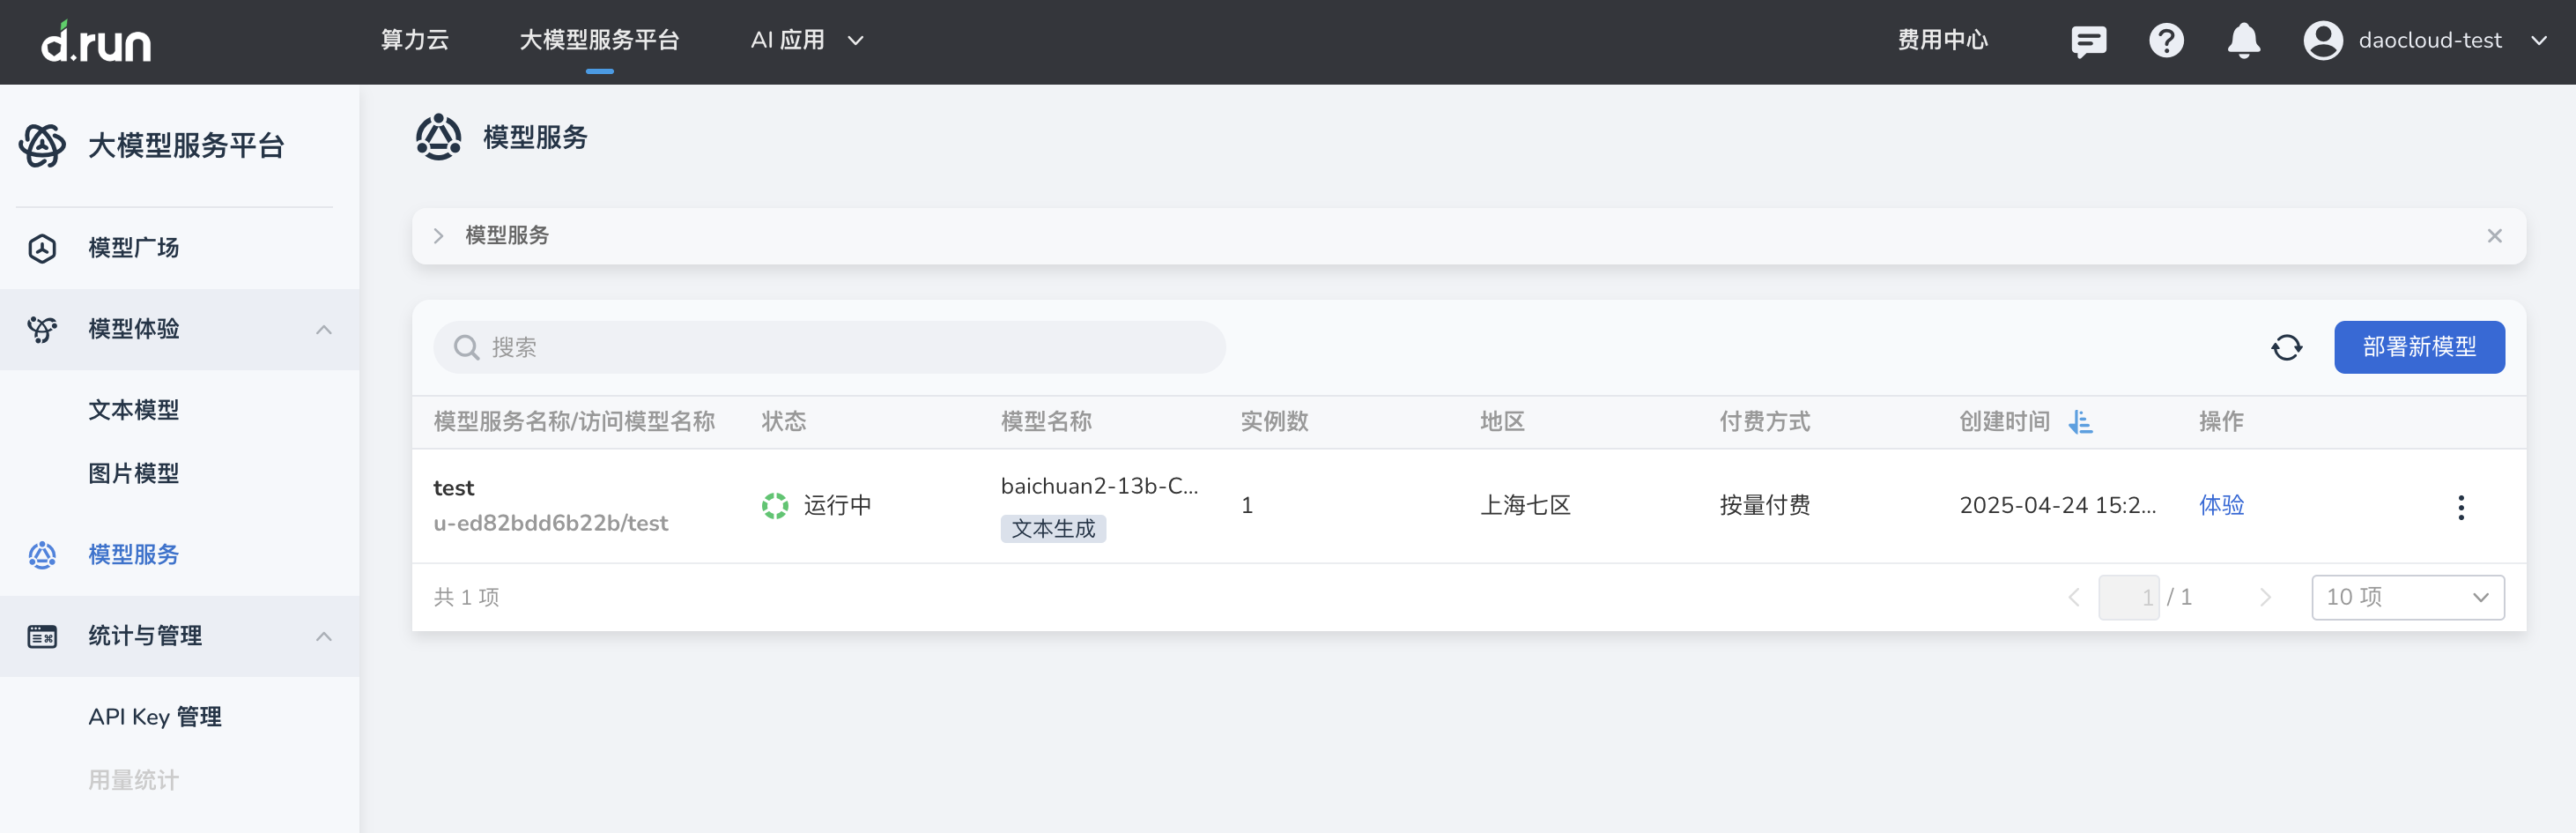 d.run
算力云
大模型服务平台
AI 应用
费用中心
daocloud-test
大模型服务平台
模型广场
模型体验
文本模型
图片模型
模型服务
统计与管理
API Key 管理
用量统计
模型服务
模型服务
搜索
部署新模型
模型服务名称/访问模型名称 状态 模型名称 实例数 地区 付费方式 创建时间 操作
test
u-ed82bdd6b22b/test
运行中
baichuan2-13b-C...
文本生成
1
上海七区
按量付费
2025-04-24 15:2...
体验
共 1 项
1 / 1
10 项